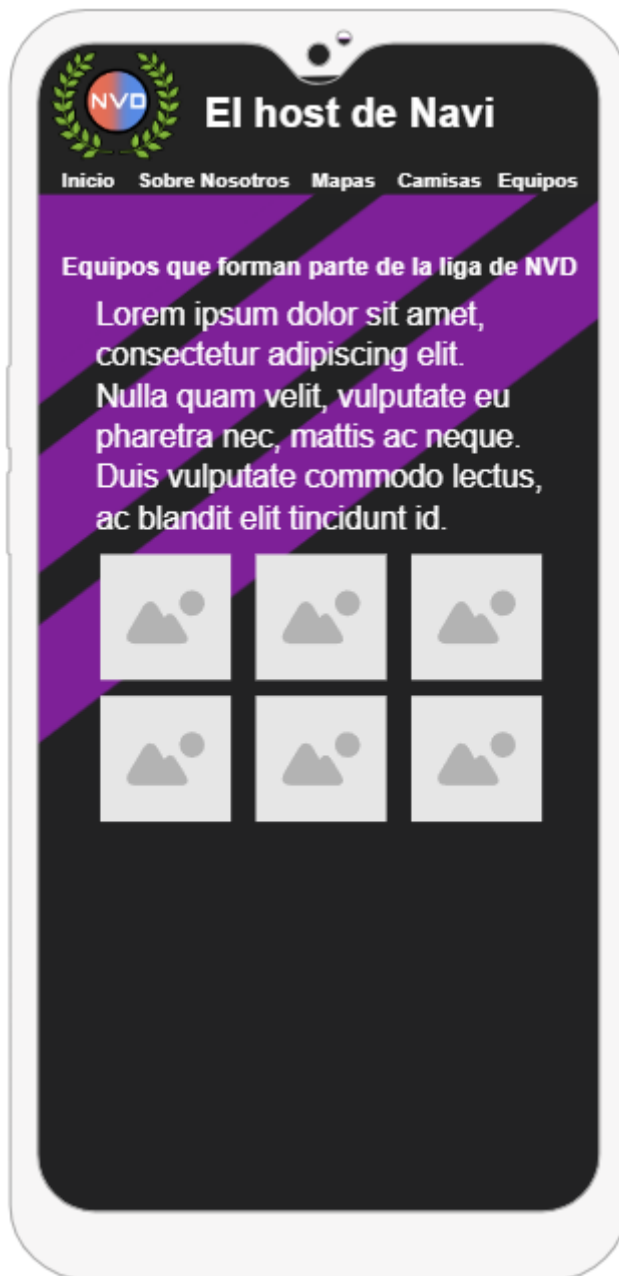 NVD
El host de Navi
Inicio Sobre Nosotros Mapas Camisas Equipos
Equipos que forman parte de la liga de NVD
Lorem ipsum dolor sit amet,
consectetur adipiscing elit.
Nulla quam velit, vulputate eu
pharetra nec, mattis ac neque.
Duis vulputate commodo lectus,
ac blandit elit tincidunt id.